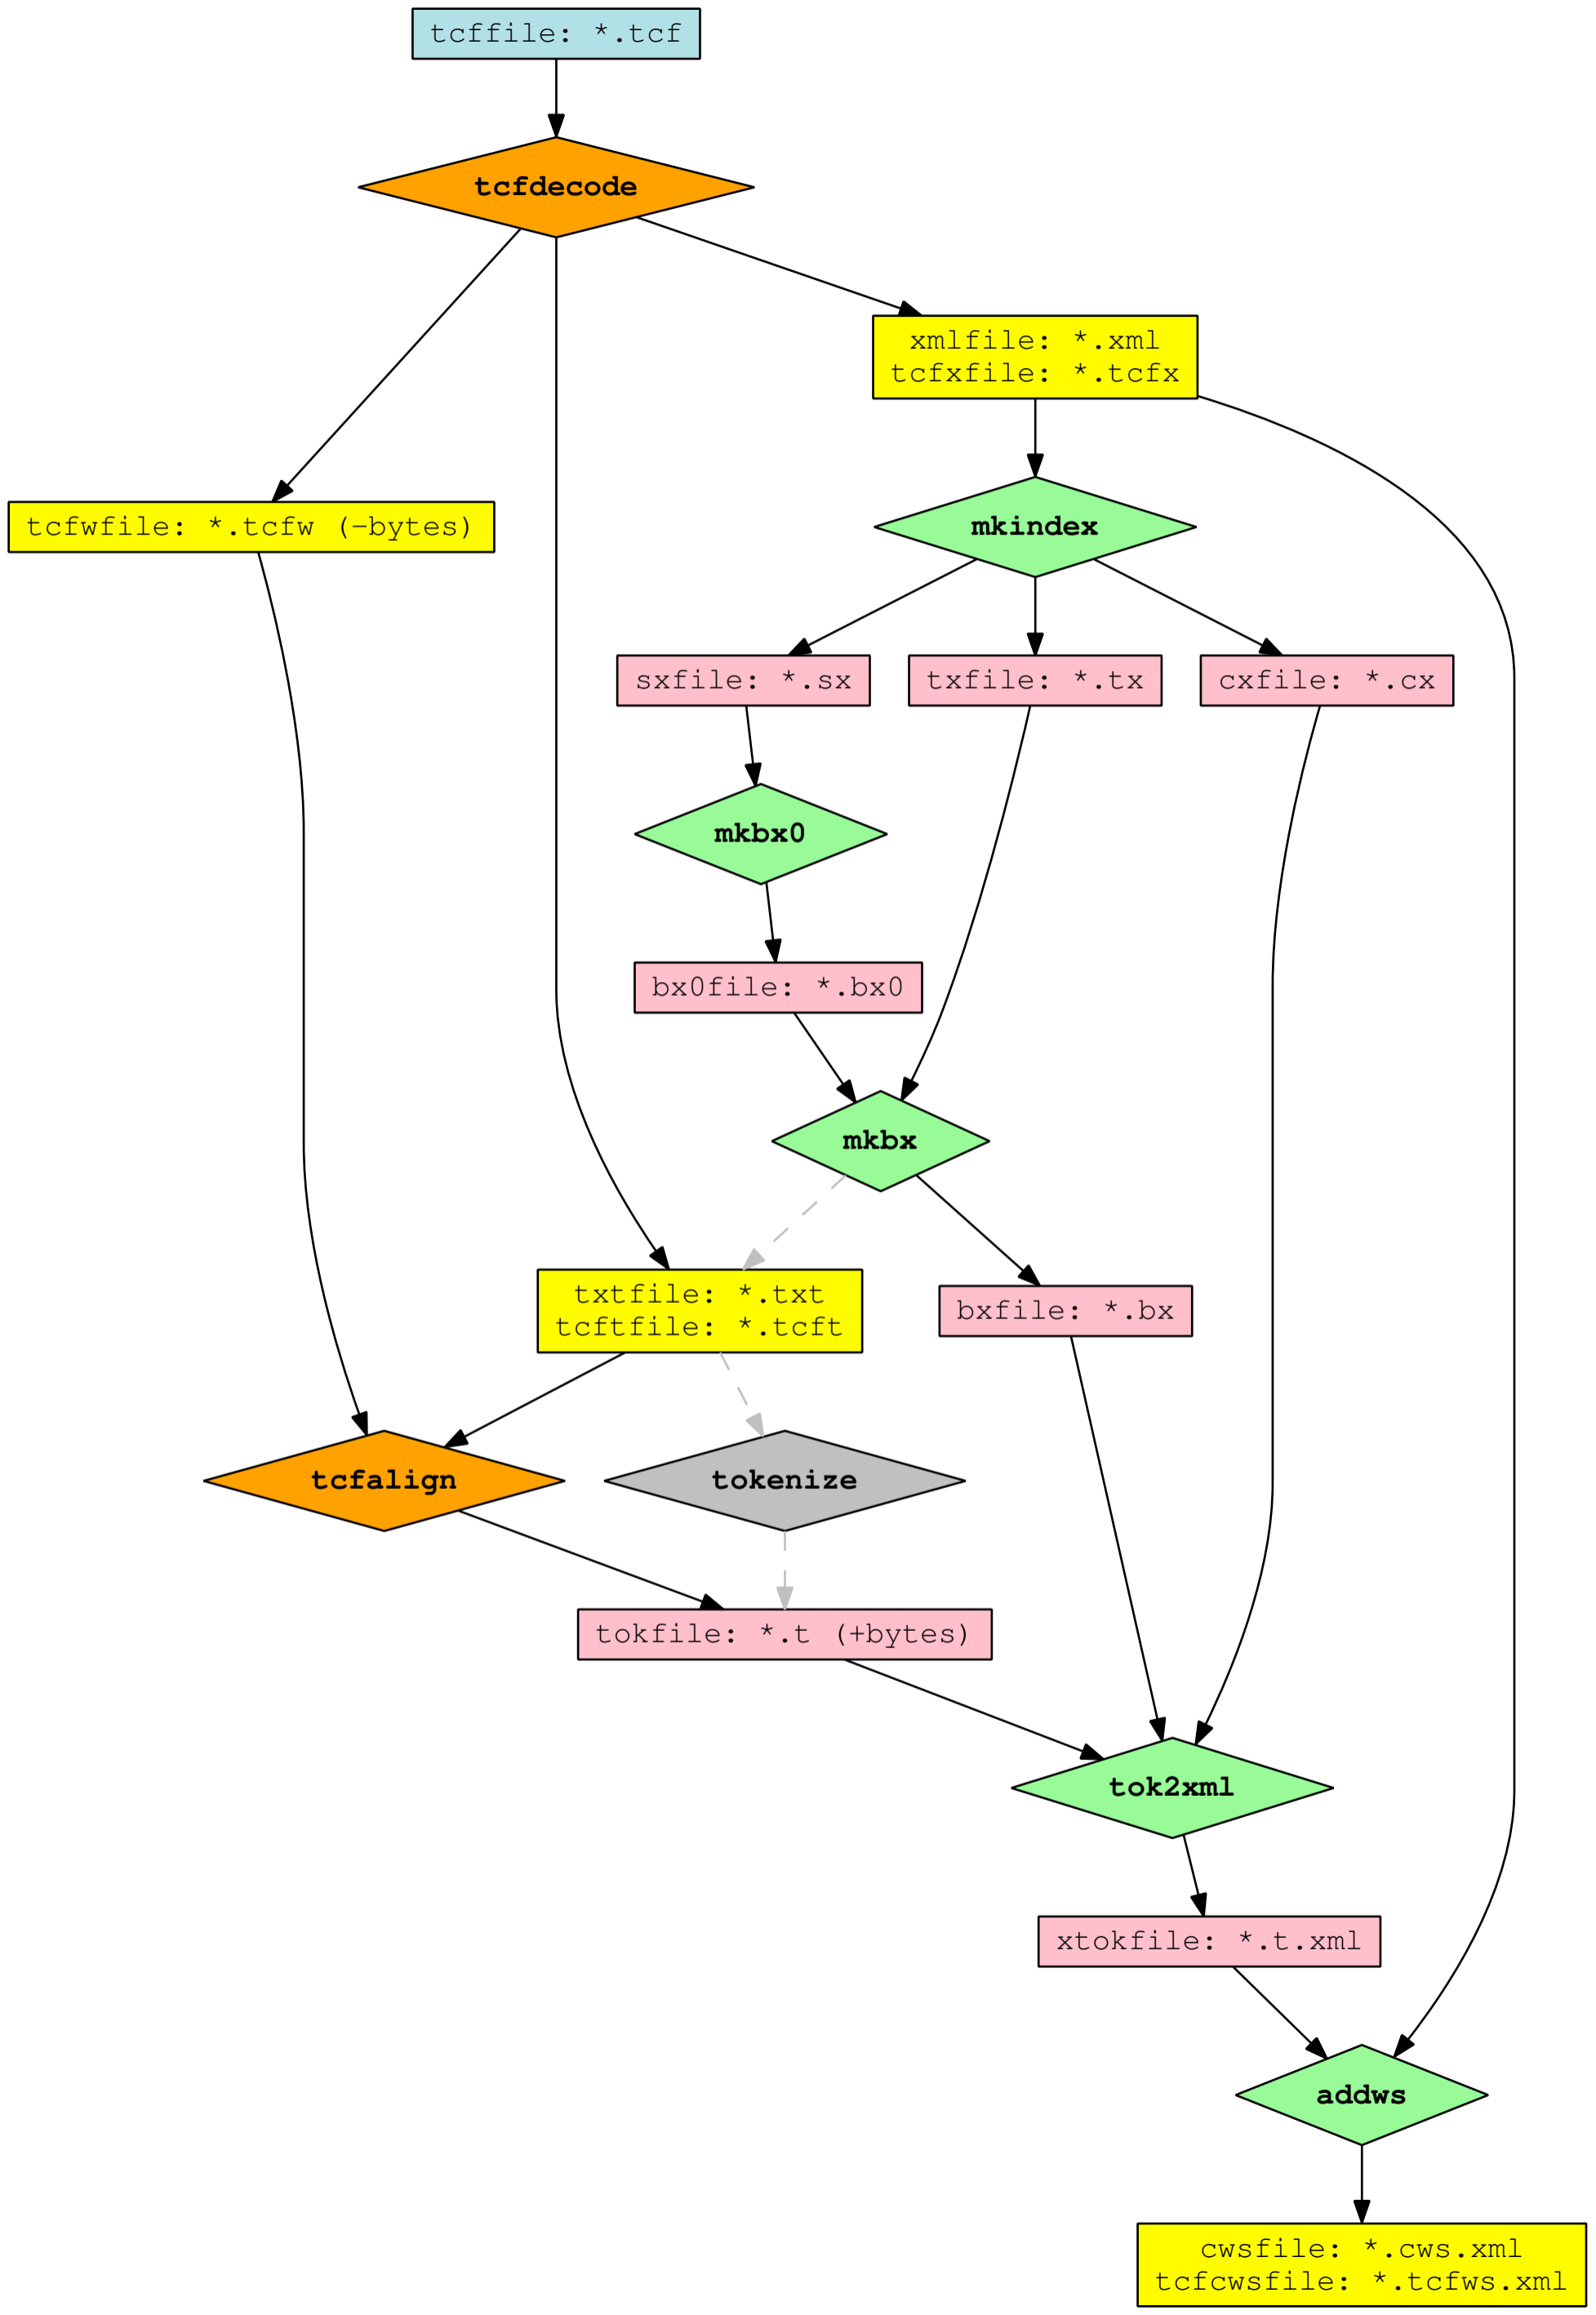 tcffile: *.tcf
tcfdecode
xmlfile: *.xml
tcfxfile: *.tcfx
tcfwfile: *.tcfw (-bytes)
mkindex
sxfile: *.sx
txfile: *.tx
cxfile: *.cx
mkbx0
bx0file: *.bx0
mkbx
txtfile: *.txt
tcftfile: *.tcft
bxfile: *.bx
tcfalign
tokenize
tokfile: *.t (+bytes)
tok2xml
xtokfile: *.t.xml
addws
cwsfile: *.cws.xml
tcfcwsfile: *.tcfws.xml